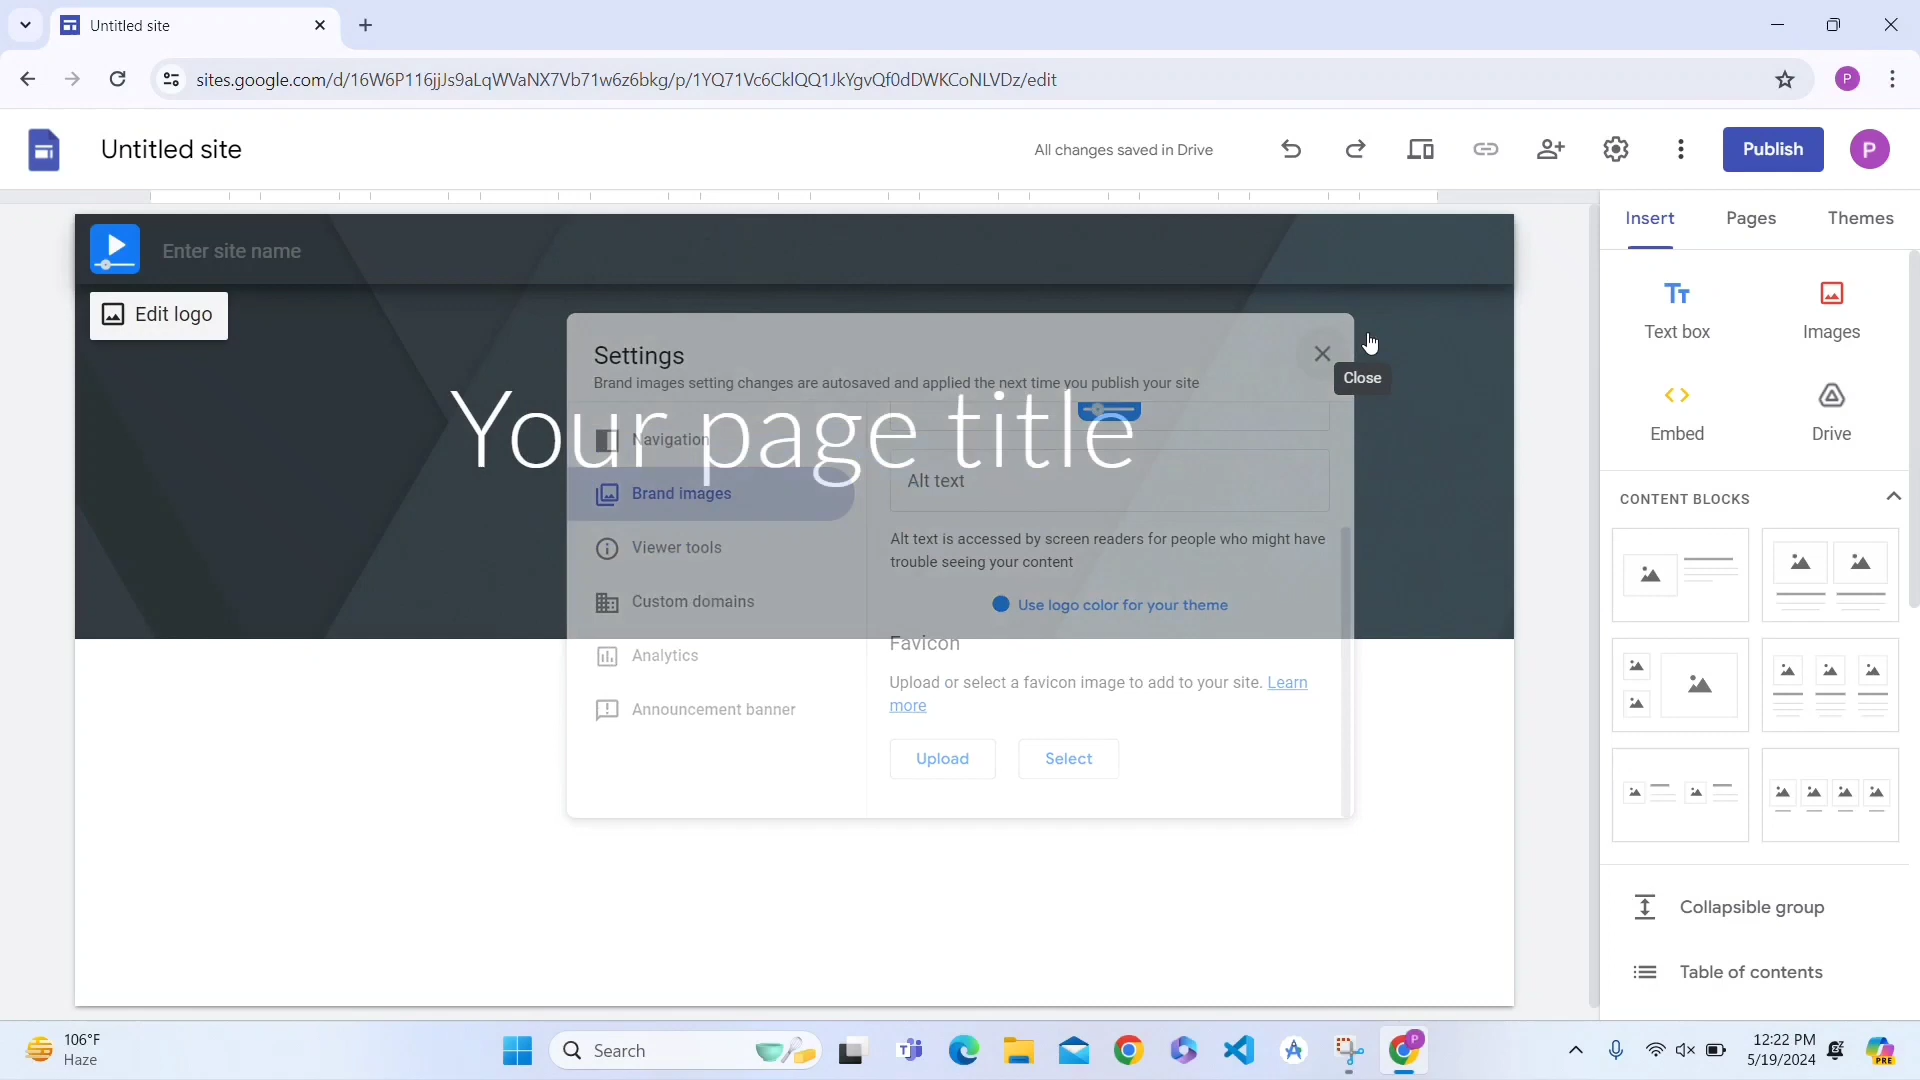 Untitled site
sites.google.com/d/16W6P116jjJs9aLqWVaNX7Vb71w6z6bkg/p/1YQ71Vc6CklQQ1JkYgvQf0dDWKCoNLVDz/edit
P
Untitled site
All changes saved in Drive
Publish
P
Insert
Pages
Themes
Enter site name
Edit logo
Your page title
Settings
Brand images setting changes are autosaved and applied the next time you publish your site
Close
Navigation
Brand images
Viewer tools
Custom domains
Analytics
Announcement banner
Alt text
Alt text is accessed by screen readers for people who might have
trouble seeing your content
Use logo color for your theme
Favicon
Upload or select a favicon image to add to your site. Learn
more
Upload
Select
Text box
Images
Embed
Drive
CONTENT BLOCKS
Collapsible group
Table of contents
106°F
Haze
Search
P
12:22 PM
5/19/2024
PRE